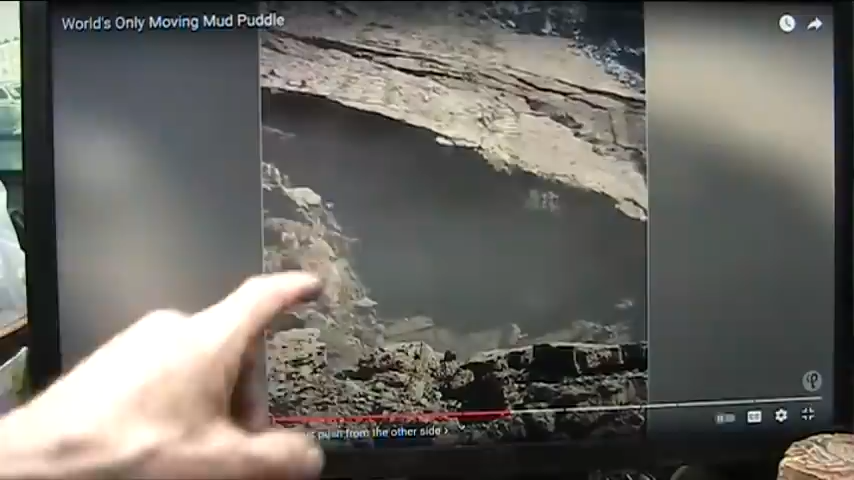 World's Only Moving Mud Puddle
push from the other side ›